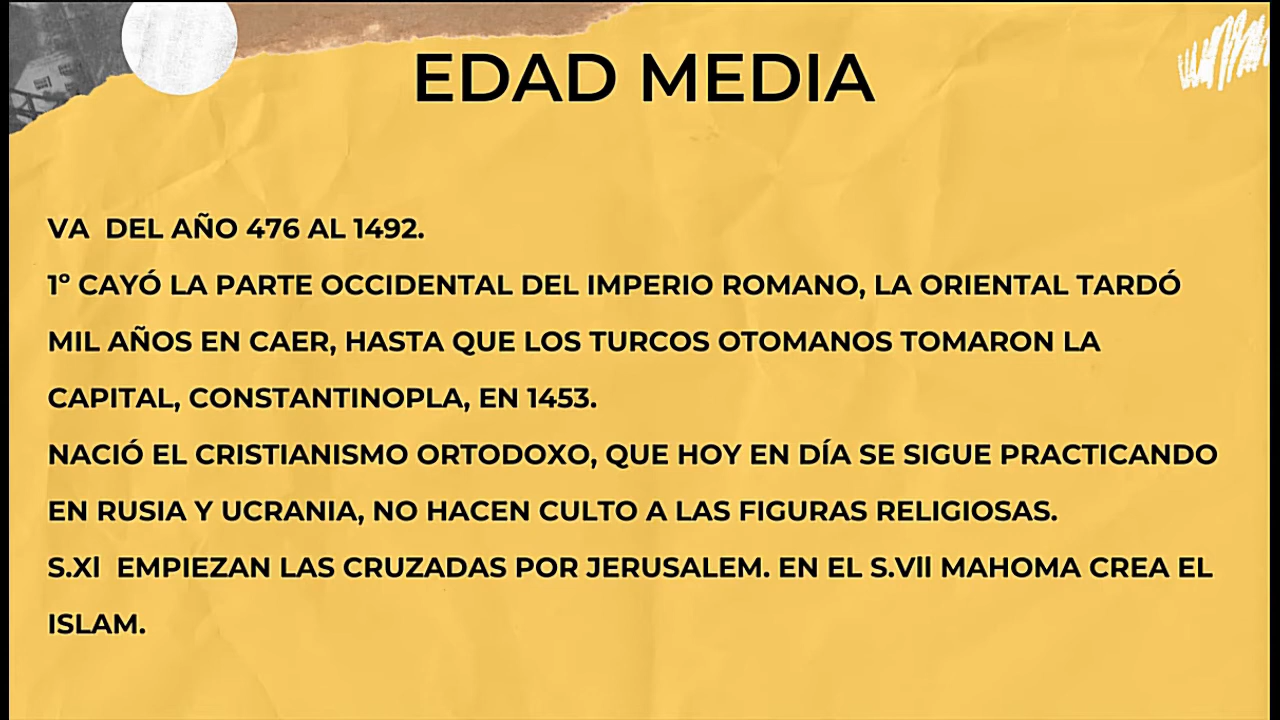 EDAD MEDIA
VA DEL AÑO 476 AL 1492.
1º CAYÓ LA PARTE OCCIDENTAL DEL IMPERIO ROMANO, LA ORIENTAL TARDÓ
MIL AÑOS EN CAER, HASTA QUE LOS TURCOS OTOMANOS TOMARON LA
CAPITAL, CONSTANTINOPLA, EN 1453.
NACIÓ EL CRISTIANISMO ORTODOXO, QUE HOY EN DÍA SE SIGUE PRACTICANDO
EN RUSIA Y UCRANIA, NO HACEN CULTO A LAS FIGURAS RELIGIOSAS.
S.Xl EMPIEZAN LAS CRUZADAS POR JERUSALEM. EN EL S.Vll MAHOMA CREA EL
ISLAM.